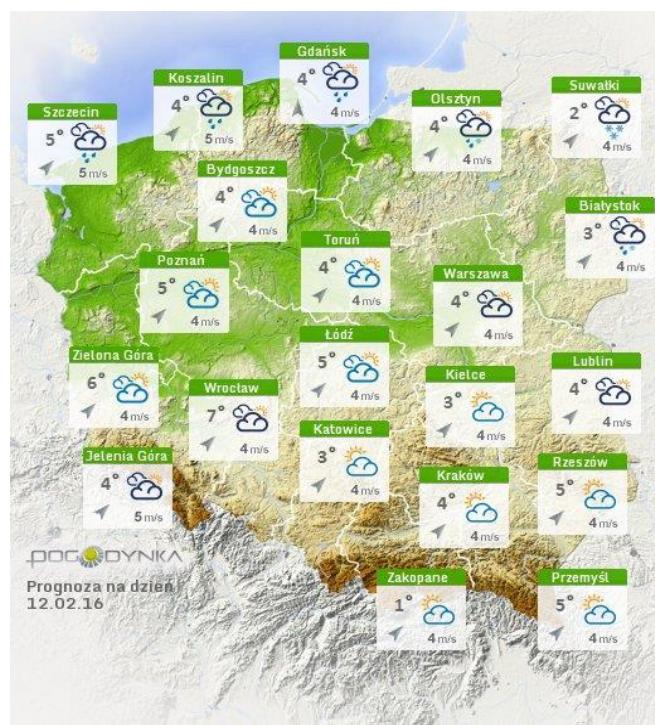 Gdańsk
4°
4 m/s
Koszalin
4°
5 m/s
Suwałki
2°
4 m/s
Olsztyn
4°
4 m/s
Szczecin
5°
5 m/s
Bydgoszcz
4°
4 m/s
Białystok
3°
4 m/s
Toruń
4°
4 m/s
Poznań
5°
4 m/s
Warszawa
4°
4 m/s
Łódź
5°
4 m/s
Zielona Góra
6°
4 m/s
Lublin
4°
4 m/s
Kielce
3°
4 m/s
Wrocław
7°
4 m/s
Katowice
3°
4 m/s
Jelenia Góra
4°
5 m/s
Rzeszów
5°
4 m/s
Kraków
4°
4 m/s
POGODYNKA
Prognoza na dzień
12.02.16
Zakopane
1°
4 m/s
Przemyśl
5°
4 m/s